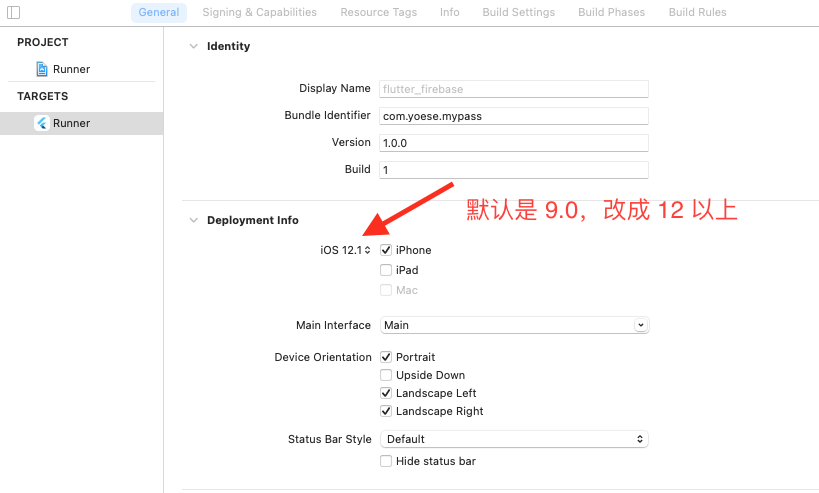 General Signing & Capabilities Resource Tags Info Build Settings Build Phases Build Rules
PROJECT
Runner
TARGETS
Runner
Identity
Display Name flutter_firebase
Bundle Identifier com.yoese.mypass
Version 1.0.0
Build 1
默认是 9.0，改成 12 以上
Deployment Info
iOS 12.1 iPhone
iPad
Mac
Main Interface Main
Device Orientation Portrait
Upside Down
Landscape Left
Landscape Right
Status Bar Style Default
Hide status bar